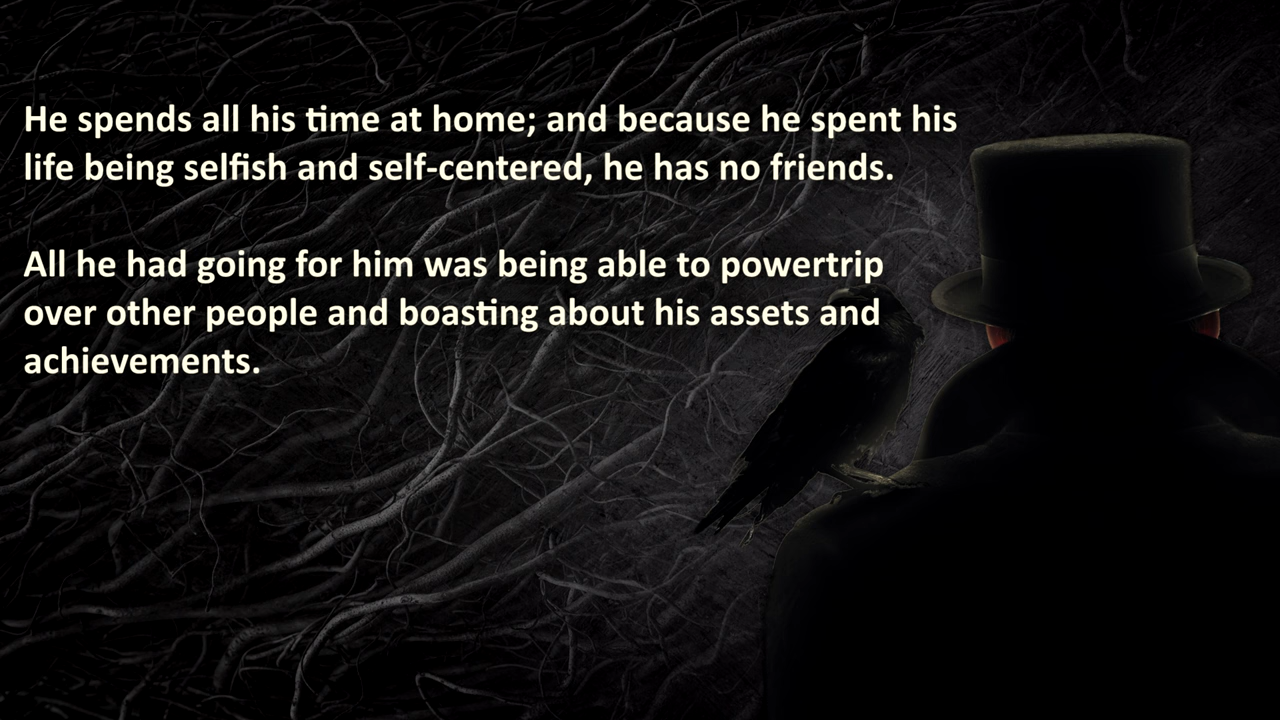 He spends all his time at home; and because he spent his
life being selfish and self-centered, he has no friends.
All he had going for him was being able to powertrip
over other people and boasting about his assets and
achievements.